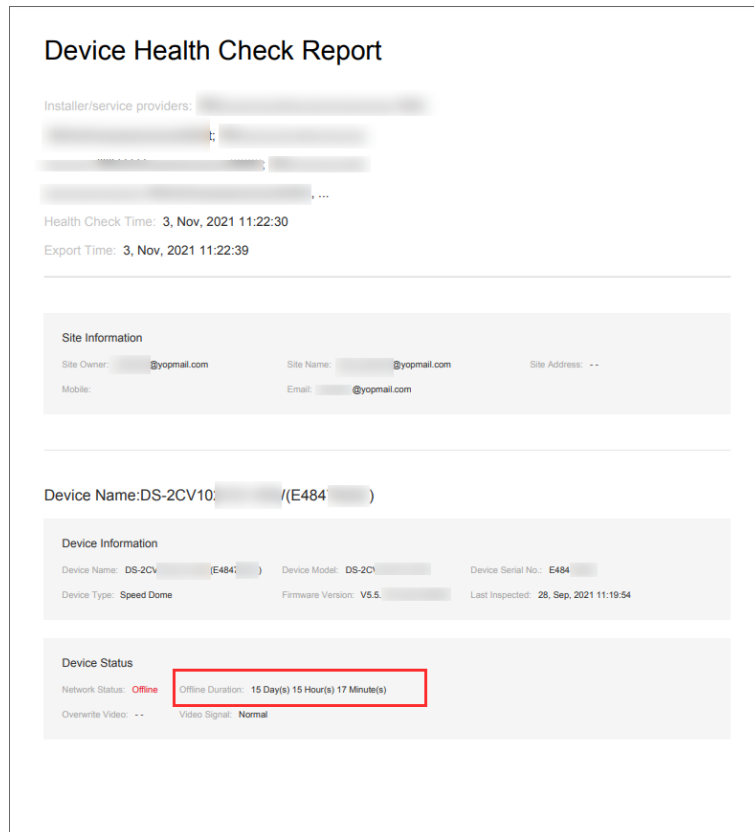 Device Health Check Report
Installer/service providers:
t;
;
, ...
Health Check Time: 3, Nov, 2021 11:22:30
Export Time: 3, Nov, 2021 11:22:39
Site Information
Site Owner: @yopmail.com Site Name: @yopmail.com Site Address: - -
Mobile: Email: @yopmail.com
Device Name:DS-2CV10 /(E484 )
Device Information
Device Name: DS-2CV (E484 ) Device Model: DS-2C Device Serial No.: E484
Device Type: Speed Dome Firmware Version: V5.5. Last Inspected: 28, Sep, 2021 11:19:54
Device Status
Network Status: Offline Offline Duration: 15 Day(s) 15 Hour(s) 17 Minute(s)
Overwrite Video: - - Video Signal: Normal